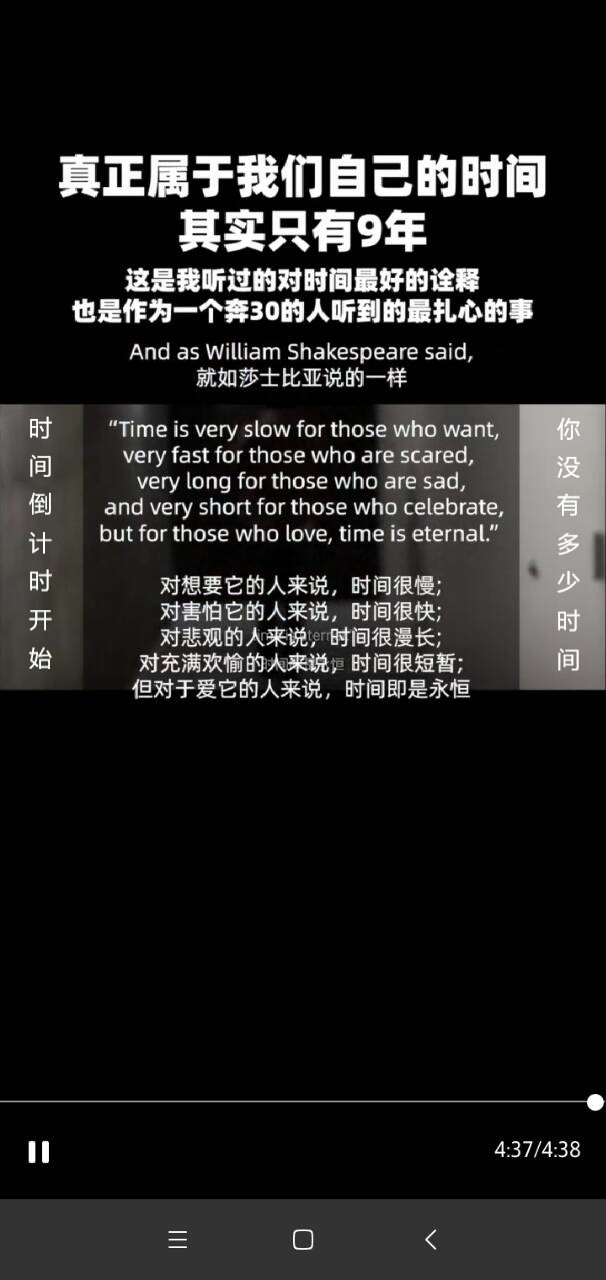 真正属于我们自己的时间
其实只有9年
这是我听过的对时间最好的诠释
也是作为一个奔30的人听到的最扎心的事
And as William Shakespeare said,
就如莎士比亚说的一样
时间倒计时开始
“Time is very slow for those who want,
very fast for those who are scared,
very long for those who are sad,
and very short for those who celebrate,
but for those who love, time is eternal.”
对想要它的人来说，时间很慢;
对害怕它的人来说，时间很快;
对悲观的人来说，时间很漫长;
对充满欢愉的人来说，时间很短暂;
但对于爱它的人来说，时间即是永恒
你没有多少时间
4:37/4:38